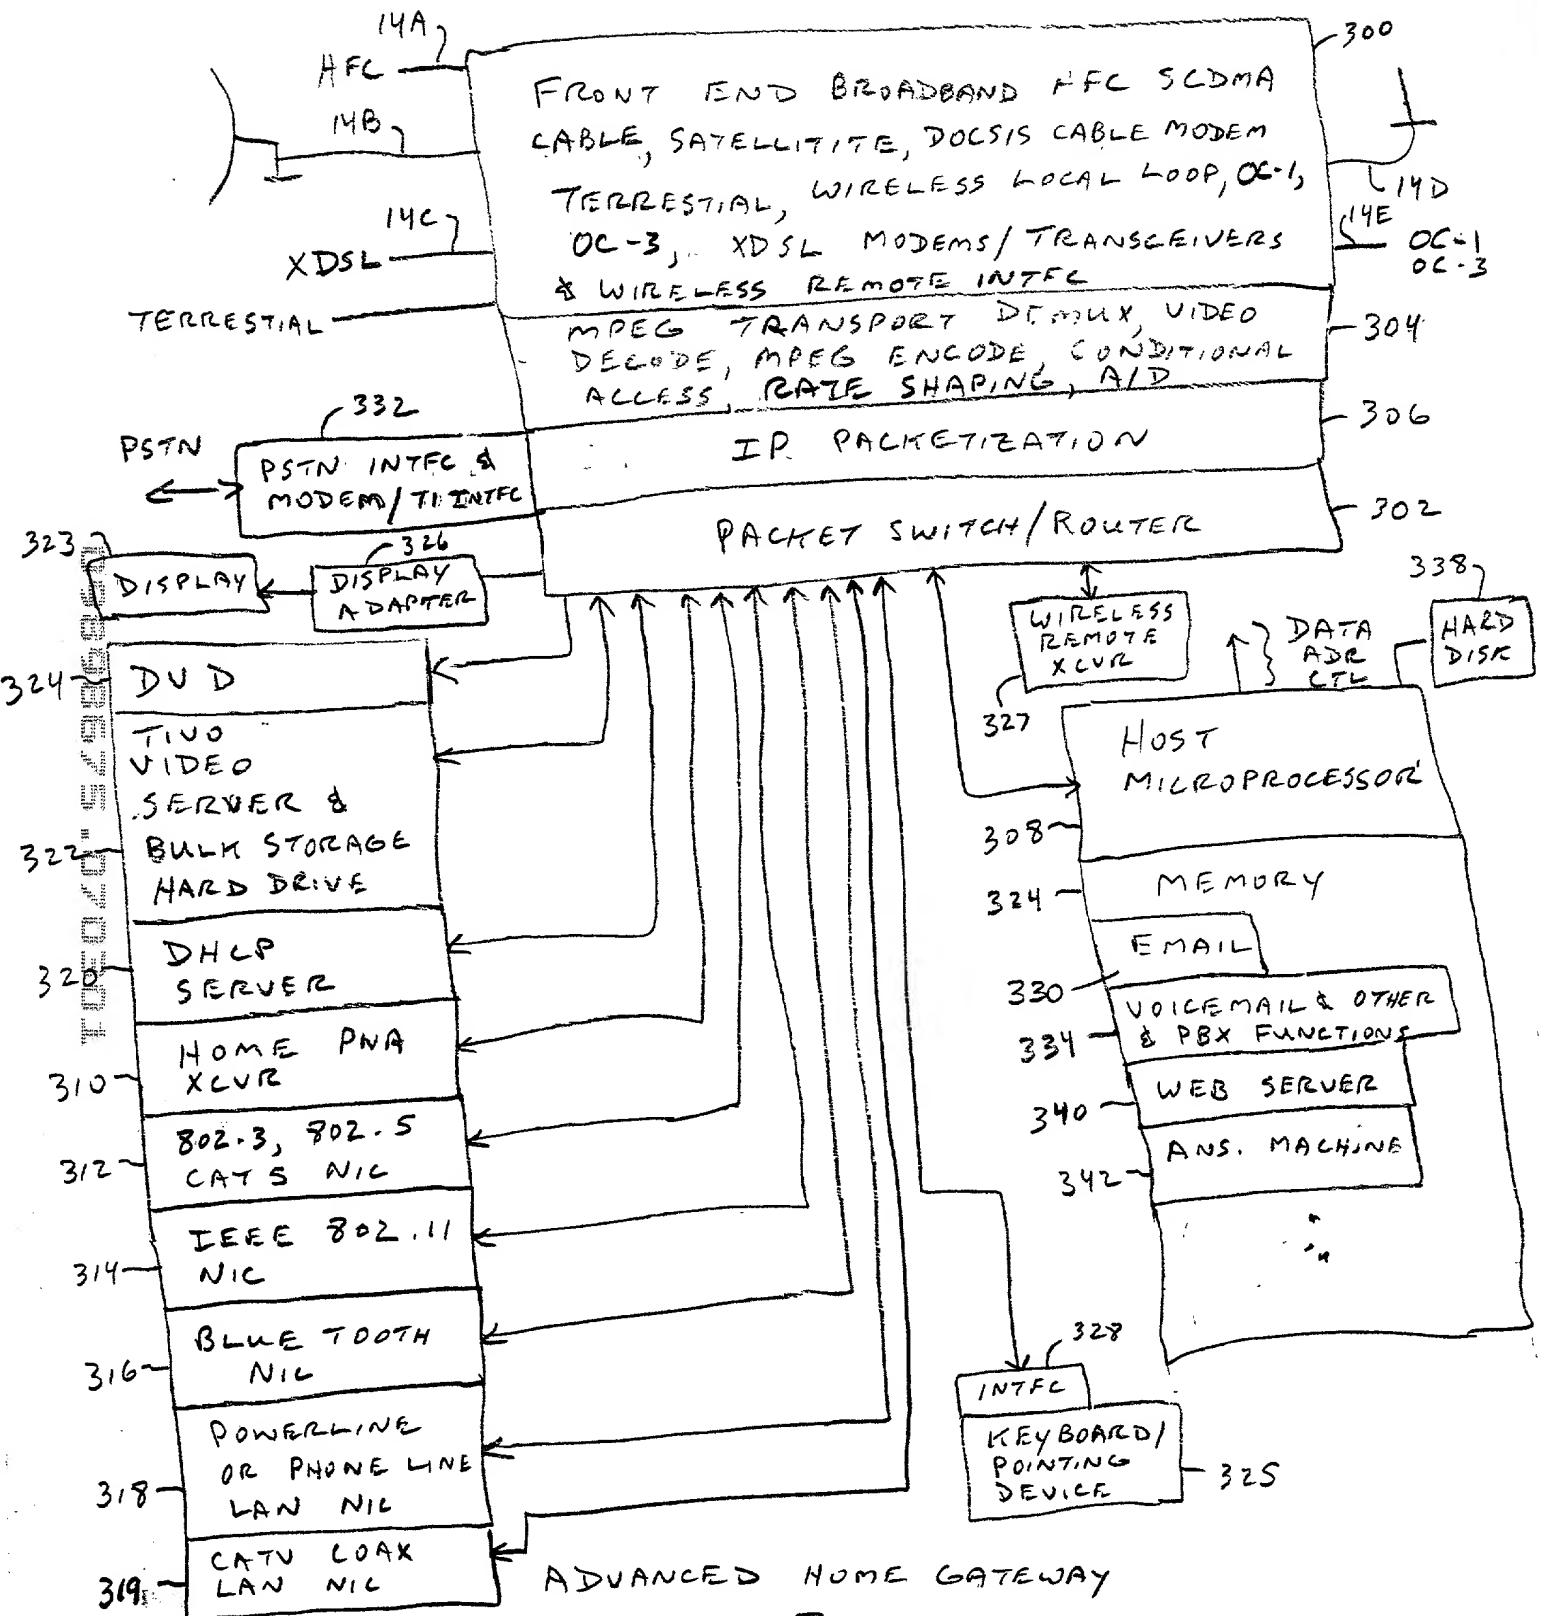 14A
HFC
300
FRONT END BROADBAND HFC SCDMA
CABLE, SATELLITITE, DOCSIS CABLE MODEM
TERRESTIAL, WIRELESS LOCAL LOOP, OC-1,
OC-3, XDSL MODEMS/TRANSCEIVERS
& WIRELESS REMOTE INTFC
14B
14C
XDSL
TERRESTIAL
14D
14E
OC-1
OC-3
MPEG TRANSPORT DEMUX, VIDEO
DECODE, MPEG ENCODE, CONDITIONAL
ACCESS, RATE SHAPING, A/D
304
332
PSTN
PSTN INTFC &
MODEM/T1 INTFC
IP PACKETIZATION
306
PACKET SWITCH/ROUTER
302
323
DISPLAY
326
DISPLAY
ADAPTER
WIRELESS
REMOTE
XCVR
327
DATA
ADR
CTL
338
HARD
DISK
324
DVD
TIVO
VIDEO
SERVER &
BULK STORAGE
HARD DRIVE
322
DHCP
SERVER
320
HOME PNA
XCVR
310
802.3, 802.5
CAT 5 NIC
312
IEEE 802.11
NIC
314
BLUE TOOTH
NIC
316
POWERLINE
OR PHONE LINE
LAN NIC
318
CATV COAX
LAN NIC
319
HOST
MICROPROCESSOR
308
MEMORY
324
EMAIL
330
VOICEMAIL & OTHER
& PBX FUNCTIONS
334
WEB SERVER
340
ANS. MACHINE
342
328
INTFC
KEYBOARD/
POINTING
DEVICE
325
ADVANCED HOME GATEWAY